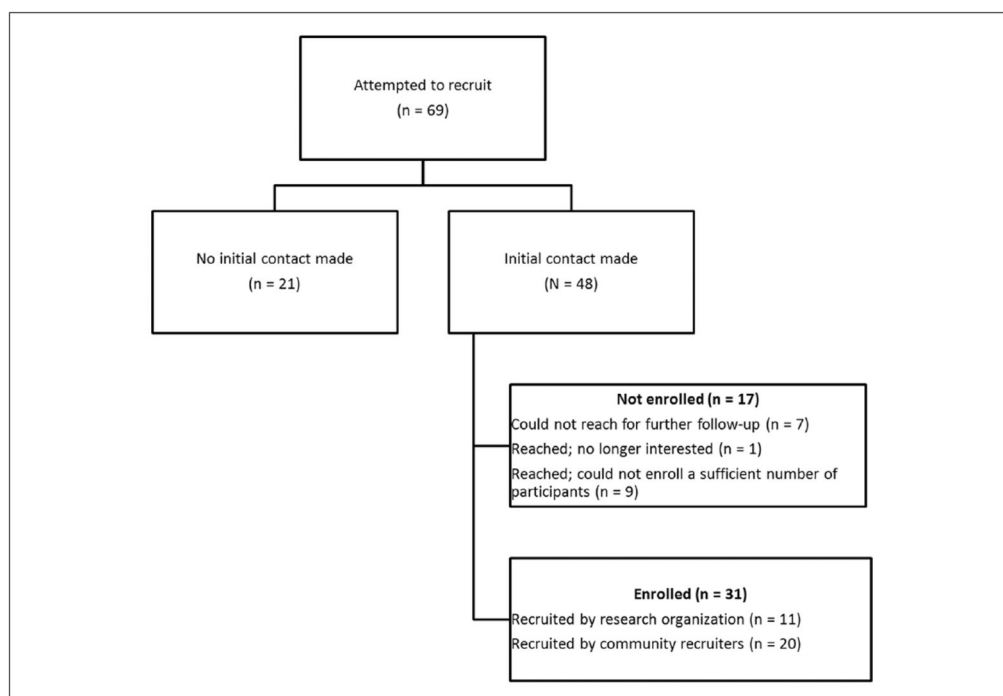 Attempted to recruit
(n = 69)
No initial contact made
(n = 21)
Initial contact made
(N = 48)
Not enrolled (n = 17)
Could not reach for further follow-up (n = 7)
Reached; no longer interested (n = 1)
Reached; could not enroll a sufficient number of
participants (n = 9)
Enrolled (n = 31)
Recruited by research organization (n = 11)
Recruited by community recruiters (n = 20)